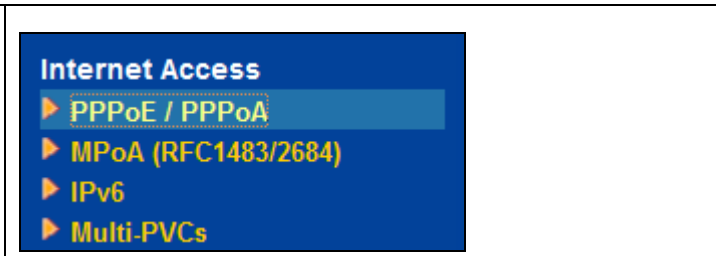 Internet Access
PPPoE / PPPoA
MPoA (RFC1483/2684)
IPv6
Multi-PVCs